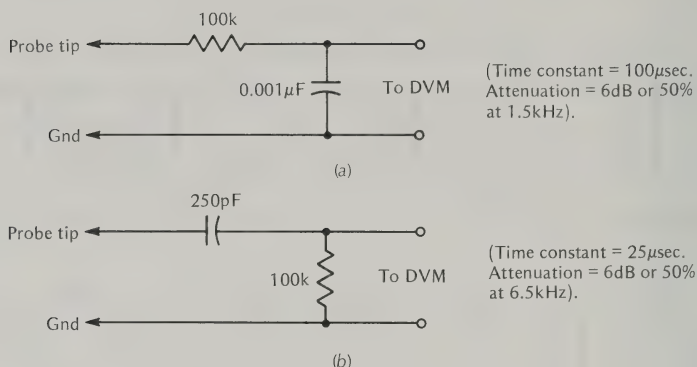 100k
Probe tip
0.001μF
To DVM
Gnd
(Time constant = 100μsec.
Attenuation = 6dB or 50%
at 1.5kHz).
(a)
250pF
Probe tip
100k
To DVM
Gnd
(Time constant = 25μsec.
Attenuation = 6dB or 50%
at 6.5kHz).
(b)